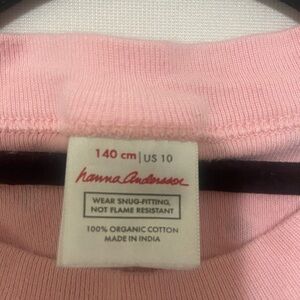 140 cm | US 10
hanna andersson
WEAR SNUG-FITTING,
NOT FLAME RESISTANT
100% ORGANIC COTTON
MADE IN INDIA